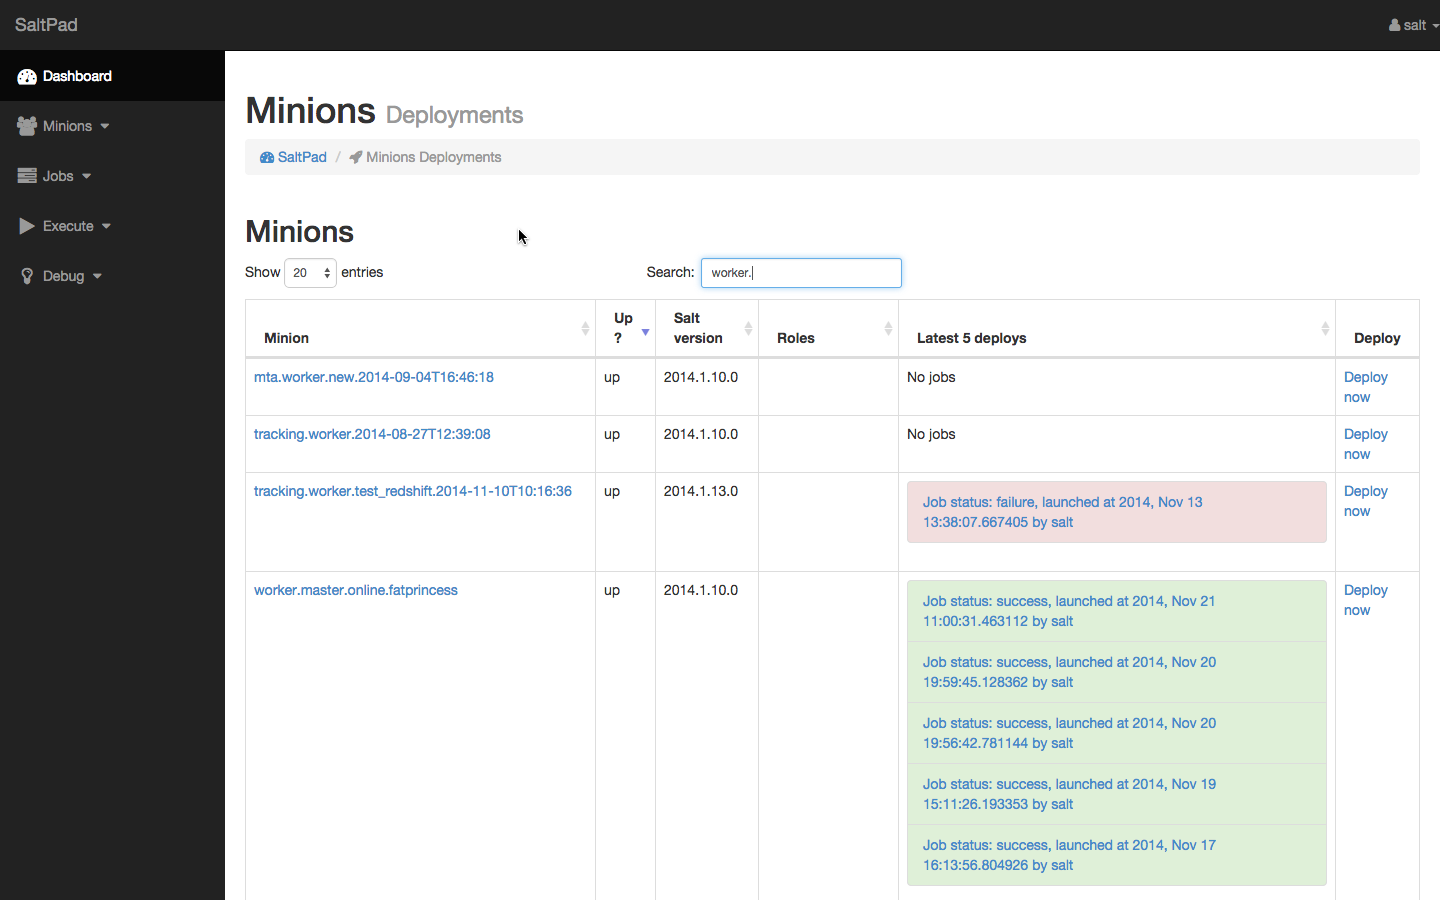 SaltPad
salt
Dashboard
Minions
Jobs
Execute
Debug
Minions Deployments
SaltPad / Minions Deployments
Minions
Show 20 entries
Search: worker.
Minion
Up ?
Salt version
Roles
Latest 5 deploys
Deploy
mta.worker.new.2014-09-04T16:46:18
up
2014.1.10.0
No jobs
Deploy
now
tracking.worker.2014-08-27T12:39:08
up
2014.1.10.0
No jobs
Deploy
now
tracking.worker.test_redshift.2014-11-10T10:16:36
up
2014.1.13.0
Job status: failure, launched at 2014, Nov 13
13:38:07.667405 by salt
Deploy
now
worker.master.online.fatprincess
up
2014.1.10.0
Job status: success, launched at 2014, Nov 21
11:00:31.463112 by salt
Job status: success, launched at 2014, Nov 20
19:59:45.128362 by salt
Job status: success, launched at 2014, Nov 20
19:56:42.781144 by salt
Job status: success, launched at 2014, Nov 19
15:11:26.193353 by salt
Job status: success, launched at 2014, Nov 17
16:13:56.804926 by salt
Deploy
now